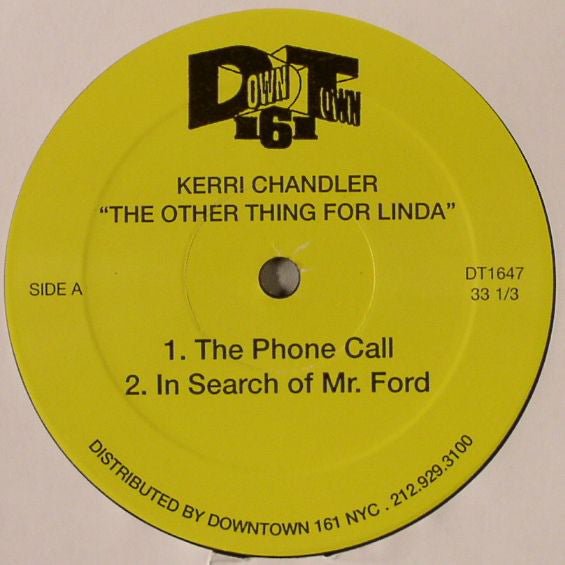 DOWN TOWN
161
KERRI CHANDLER
“THE OTHER THING FOR LINDA”
SIDE A
DT1647
33 1/3
1. The Phone Call
2. In Search of Mr. Ford
DISTRIBUTED BY DOWNTOWN 161 NYC . 212.929.3100